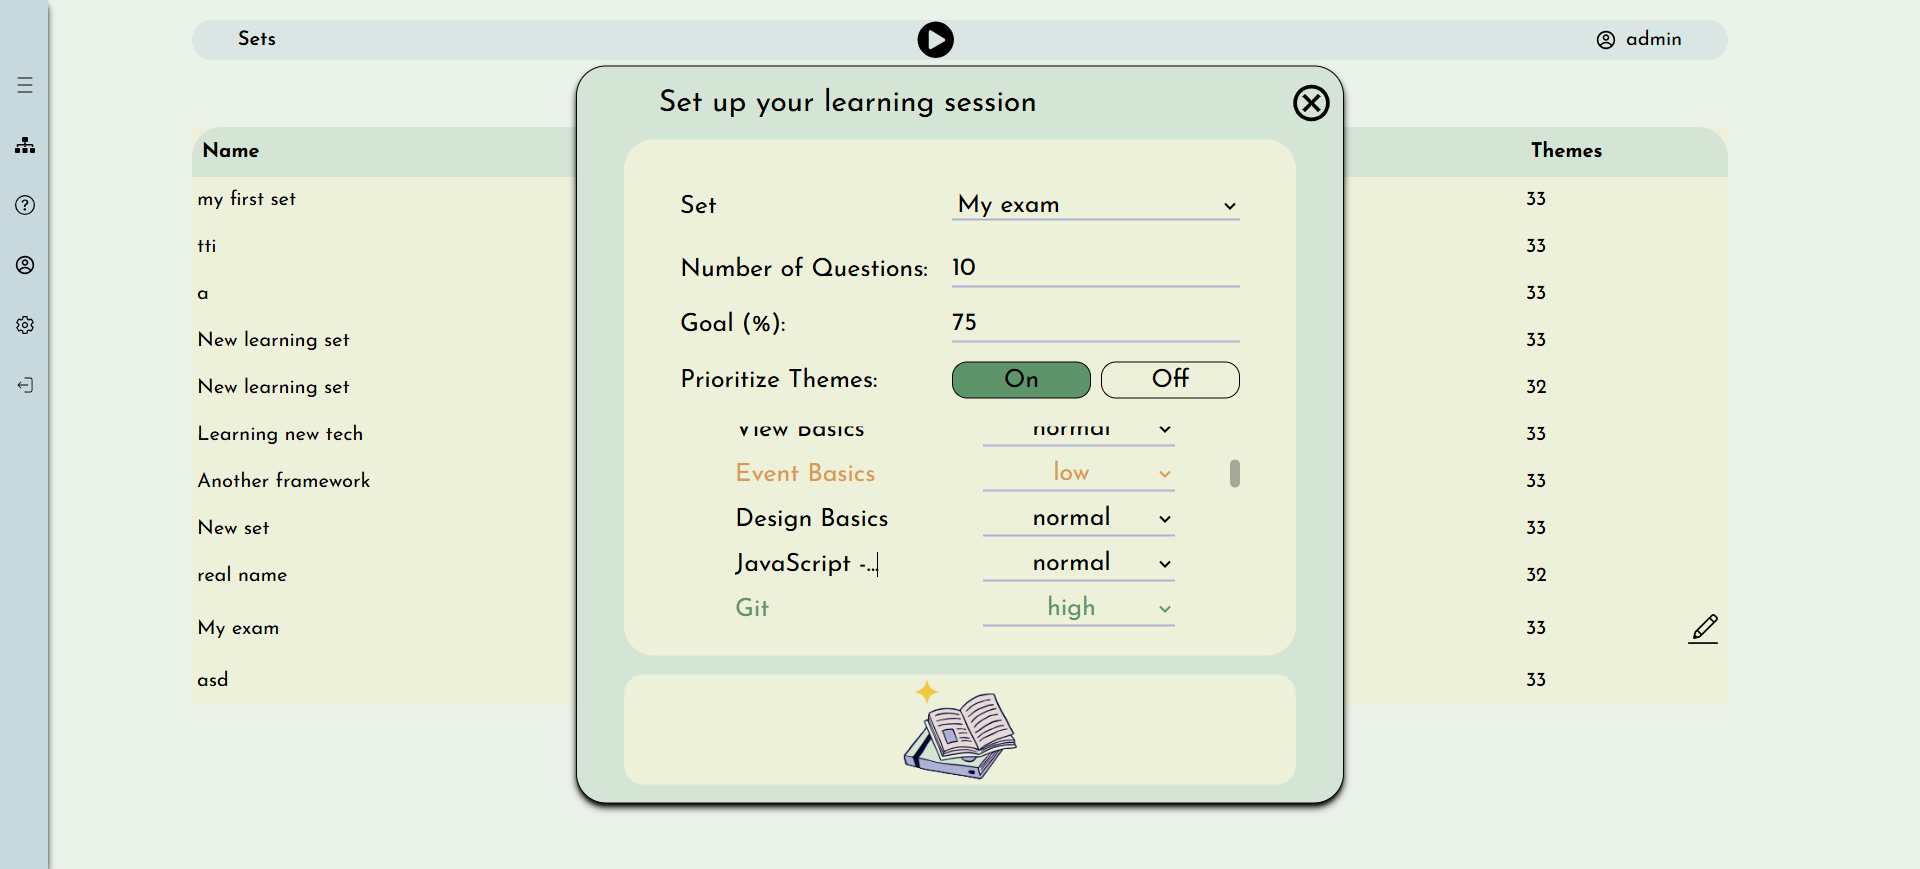 Sets
admin
Set up your learning session
Name
Themes
my first set
33
tti
33
a
33
New learning set
33
New learning set
32
Learning new tech
33
Another framework
33
New set
33
real name
32
My exam
33
asd
33
Set
My exam
Number of Questions:
10
Goal (%):
75
Prioritize Themes:
On
Off
View Basics
normal
Event Basics
low
Design Basics
normal
JavaScript -...
normal
Git
high